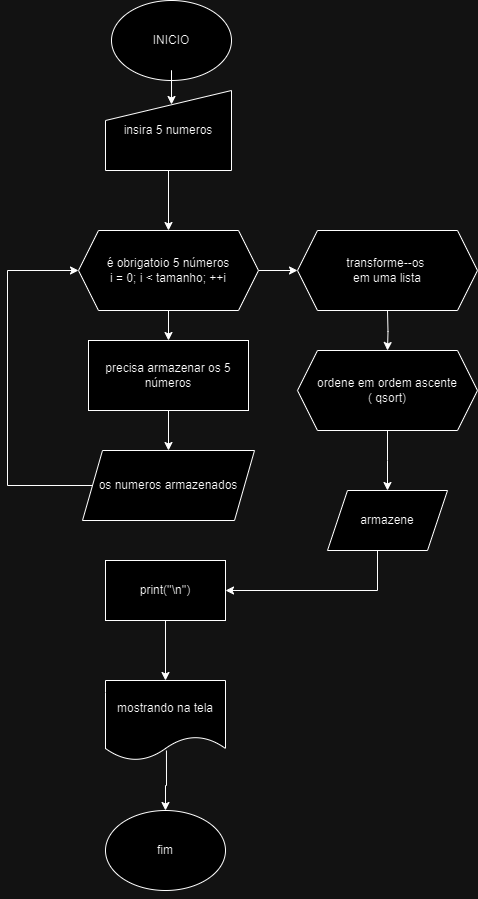 INICIO
insira 5 numeros
é obrigatoio 5 números
i = 0; i < tamanho; ++i
transforme--os
em uma lista
precisa armazenar os 5
números
ordene em ordem ascente
( qsort)
os numeros armazenados
armazene
print("\n")
mostrando na tela
fim